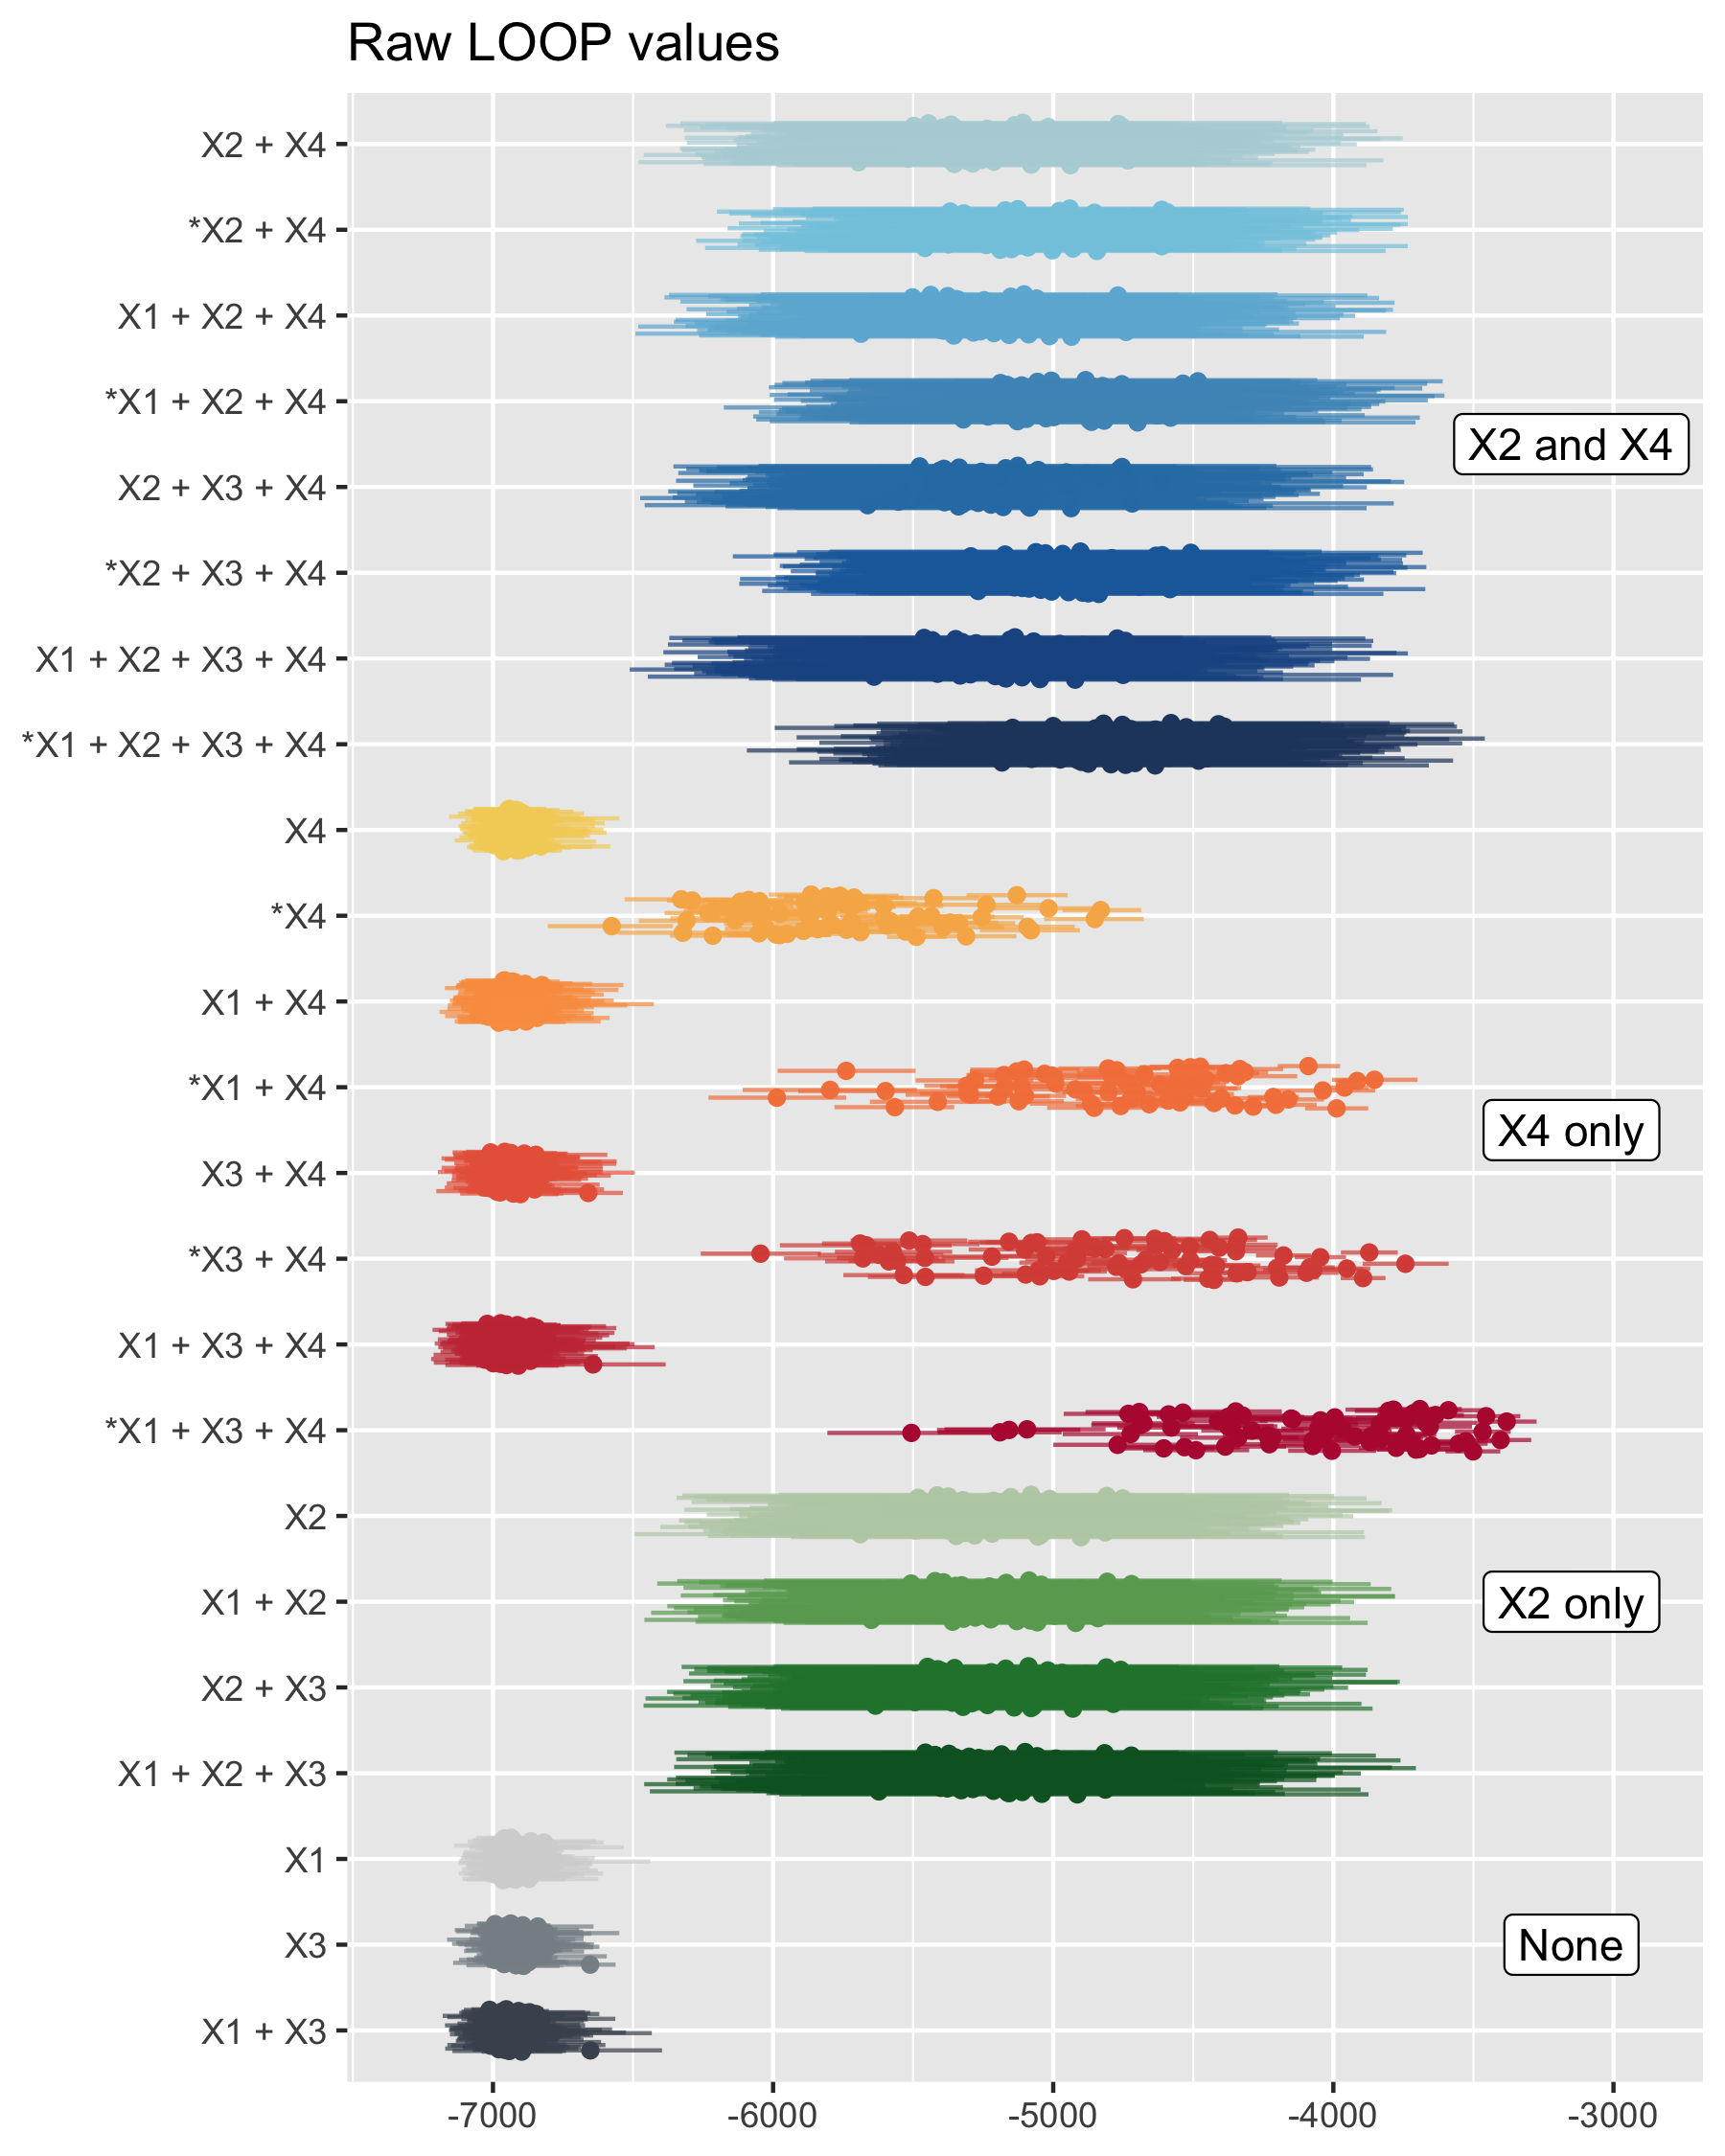 Raw LOOP values
X2 + X4
*X2 + X4
X1 + X2 + X4
*X1 + X2 + X4
X2 and X4
X2 + X3 + X4
*X2 + X3 + X4
X1 + X2 + X3 + X4
*X1 + X2 + X3 + X4
X4
*X4
X1 + X4
*X1 + X4
X4 only
X3 + X4
*X3 + X4
X1 + X3 + X4
*X1 + X3 + X4
X2
X1 + X2
X2 only
X2 + X3
X1 + X2 + X3
X1
X3
None
X1 + X3
-7000 -6000 -5000 -4000 -3000